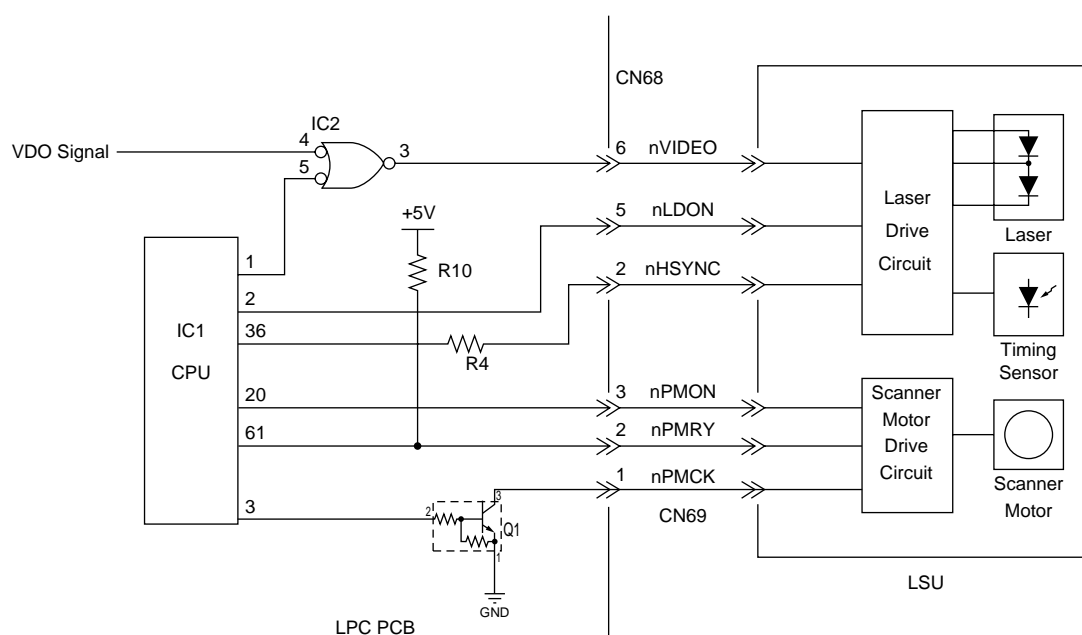 CN68
IC2
VDO Signal
4
5
3
6 nVIDEO
+5V
5 nLDON
R10
1
2 nHSYNC
Laser
Drive
Circuit
Laser
2
IC1
CPU
36
R4
Timing
Sensor
20
3 nPMON
Scanner
Motor
Drive
Circuit
61
2 nPMRY
1 nPMCK
CN69
Scanner
Motor
3
2
3
Q1
1
GND
LSU
LPC PCB